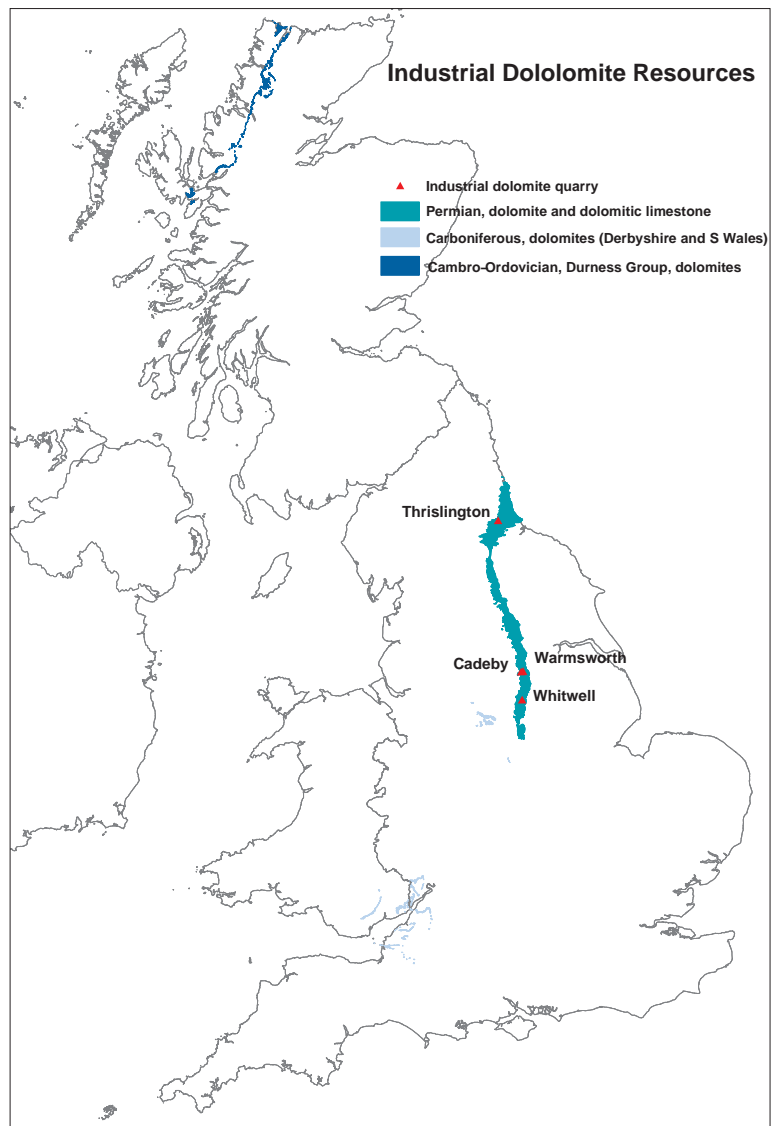 Industrial Dololomite Resources
Industrial dolomite quarry
Permian, dolomite and dolomitic limestone
Carboniferous, dolomites (Derbyshire and S Wales)
Cambro-Ordovician, Durness Group, dolomites
Thrislington
Cadeby
Warmsworth
Whitwell